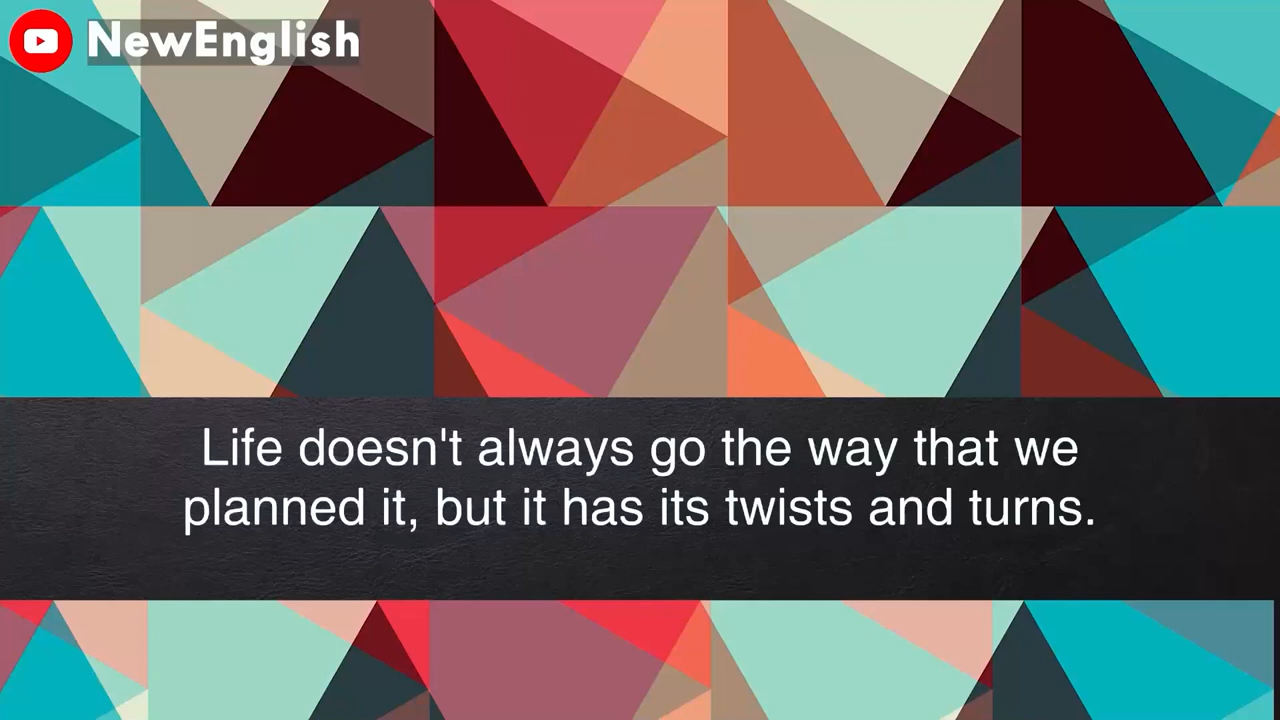 NewEnglish
Life doesn't always go the way that we
planned it, but it has its twists and turns.